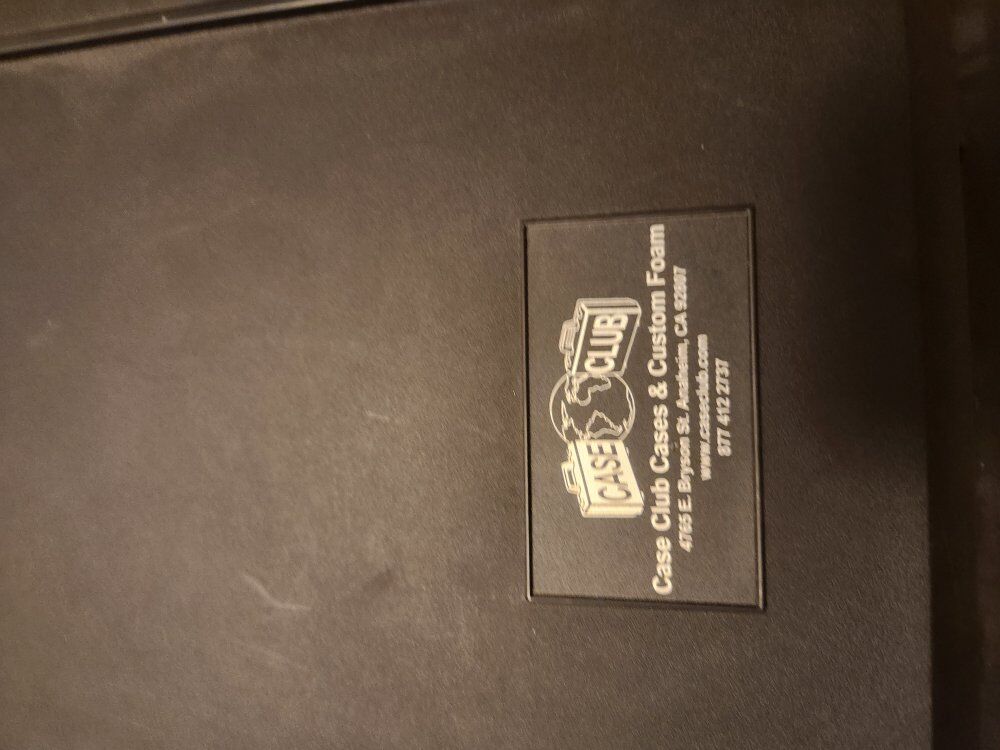 CASE CLUB
Case Club Cases & Custom Foam
4765 E. Bryson St. Anaheim, CA 92807
www.caseclub.com
877 412 2737